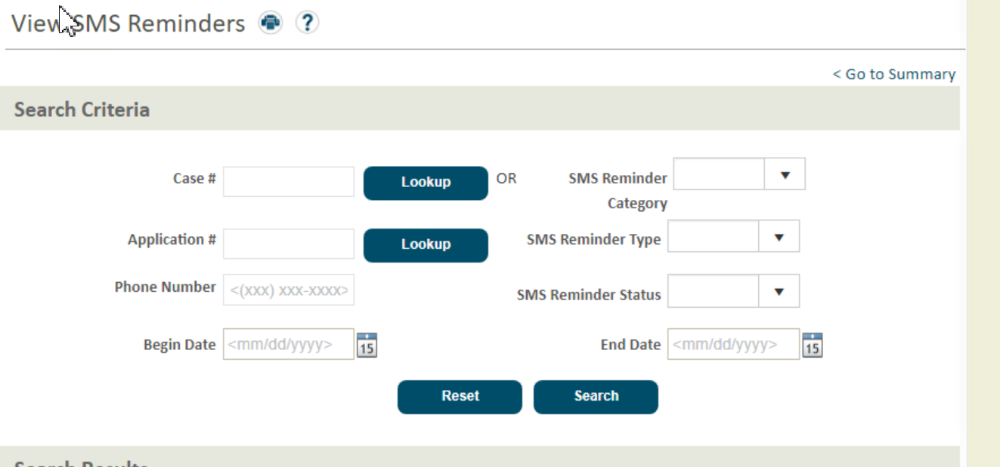 View SMS Reminders ?
< Go to Summary
Search Criteria
Case # Lookup OR SMS Reminder Category
Application # Lookup SMS Reminder Type
Phone Number <(xxx) xxx-xxxx> SMS Reminder Status
Begin Date <mm/dd/yyyy> 15 End Date <mm/dd/yyyy> 15
Reset Search
Search Results